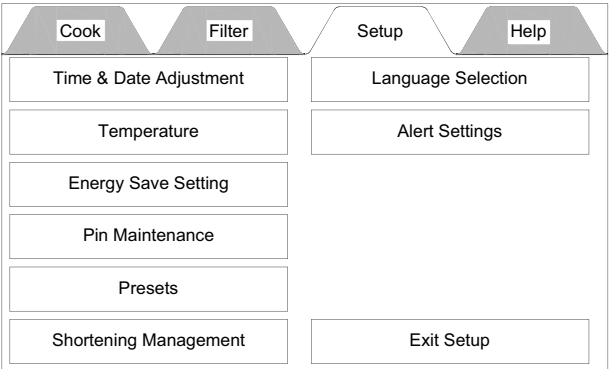 Cook
Filter
Setup
Help
Time & Date Adjustment
Language Selection
Temperature
Alert Settings
Energy Save Setting
Pin Maintenance
Presets
Shortening Management
Exit Setup